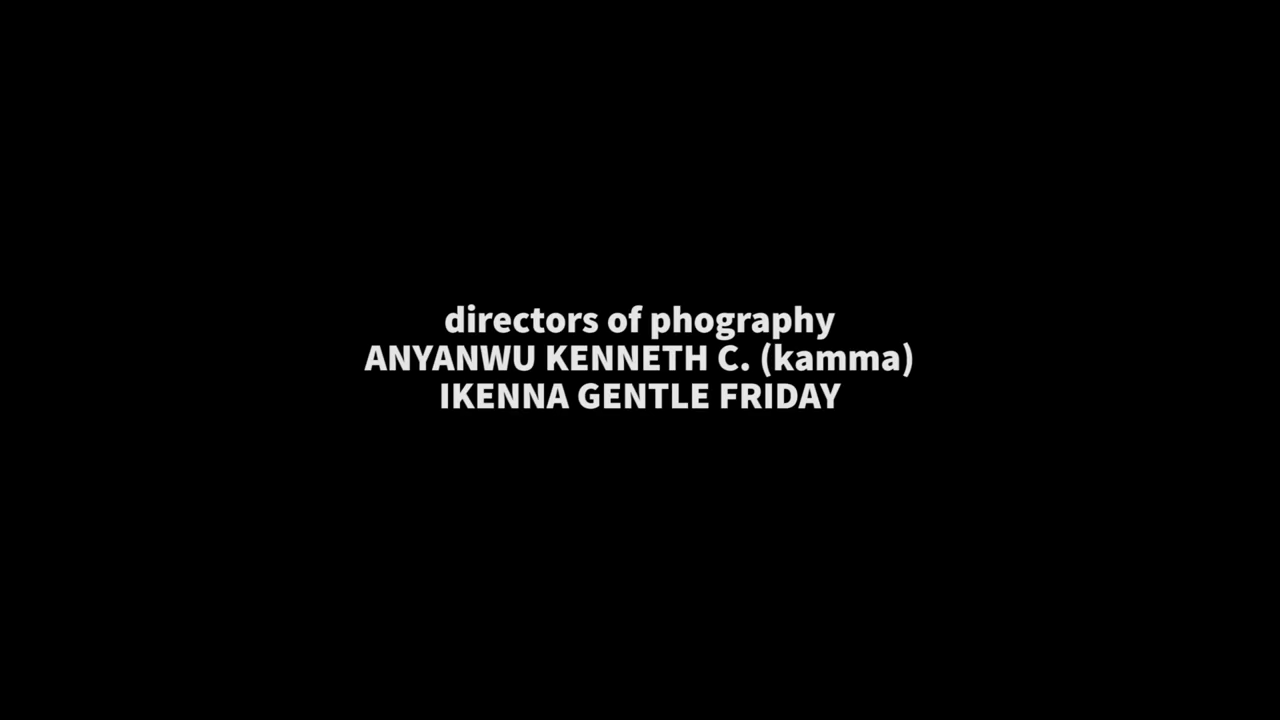 directors of phography
ANYANWU KENNETH C. (kamma)
IKENNA GENTLE FRIDAY